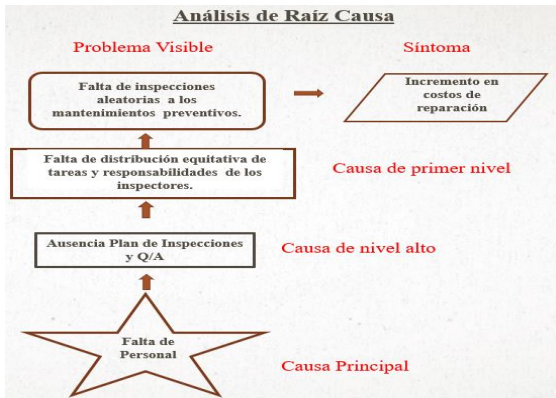 Análisis de Raíz Causa
Problema Visible
Síntoma
Falta de inspecciones
aleatorias a los
mantenimientos preventivos.
Incremento en
costos de
reparación
Falta de distribución equitativa de
tareas y responsabilidades de los
inspectores.
Causa de primer nivel
Ausencia Plan de Inspecciones
y Q/A
Causa de nivel alto
Falta de
Personal
Causa Principal